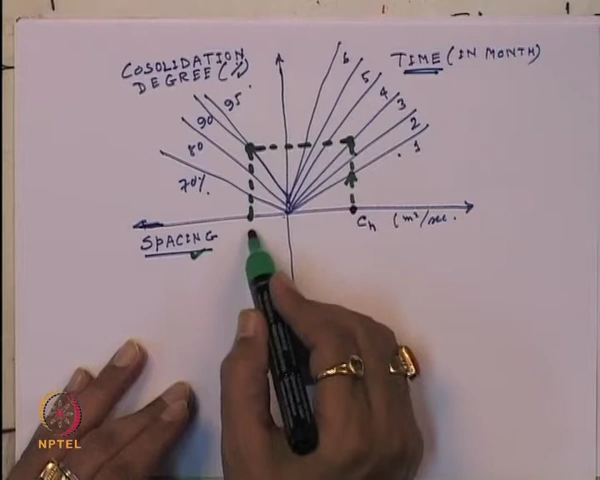 COSOLIDATION
DEGREE (U)
TIME (IN MONTH)
6
5
4
3
2
1
95
90
80
70%
SPACING
Ch (m²/sec.
NPTEL